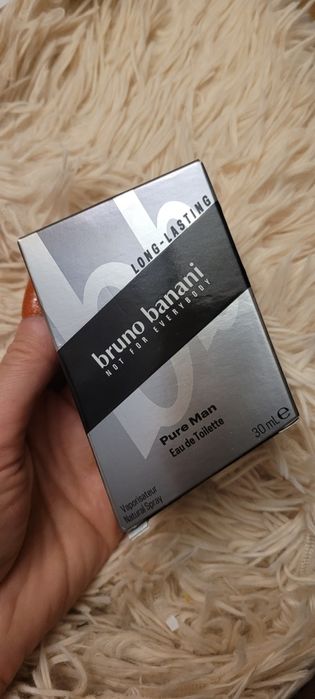 LONG-LASTING
bruno banani
NOT FOR EVERYBODY
Pure Man
Eau de Toilette
Vaporisateur
Natural Spray
30 mL ℮